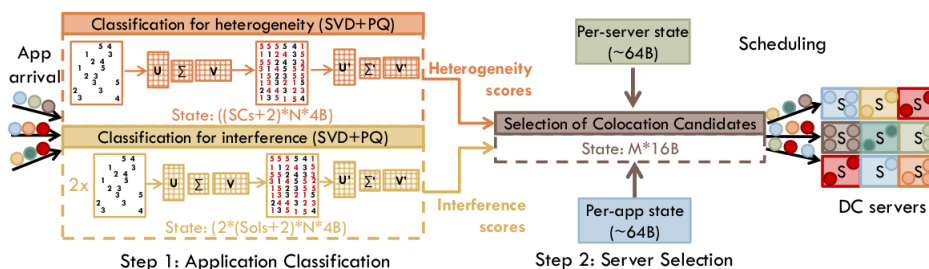 Classification for heterogeneity (SVD+PQ)
App
arrival
U Σ V
U' Σ' V'
State: ((SCs+2)*N*4B)
Heterogeneity
scores
Classification for interference (SVD+PQ)
2x
U Σ V
U' Σ' V'
State: (2*(SoIs+2)*N*4B)
Interference
scores
Step 1: Application Classification
Per-server state
(~64B)
Selection of Colocation Candidates
State: M*16B
Per-app state
(~64B)
Step 2: Server Selection
Scheduling
S S S
S S S
S S S
DC servers